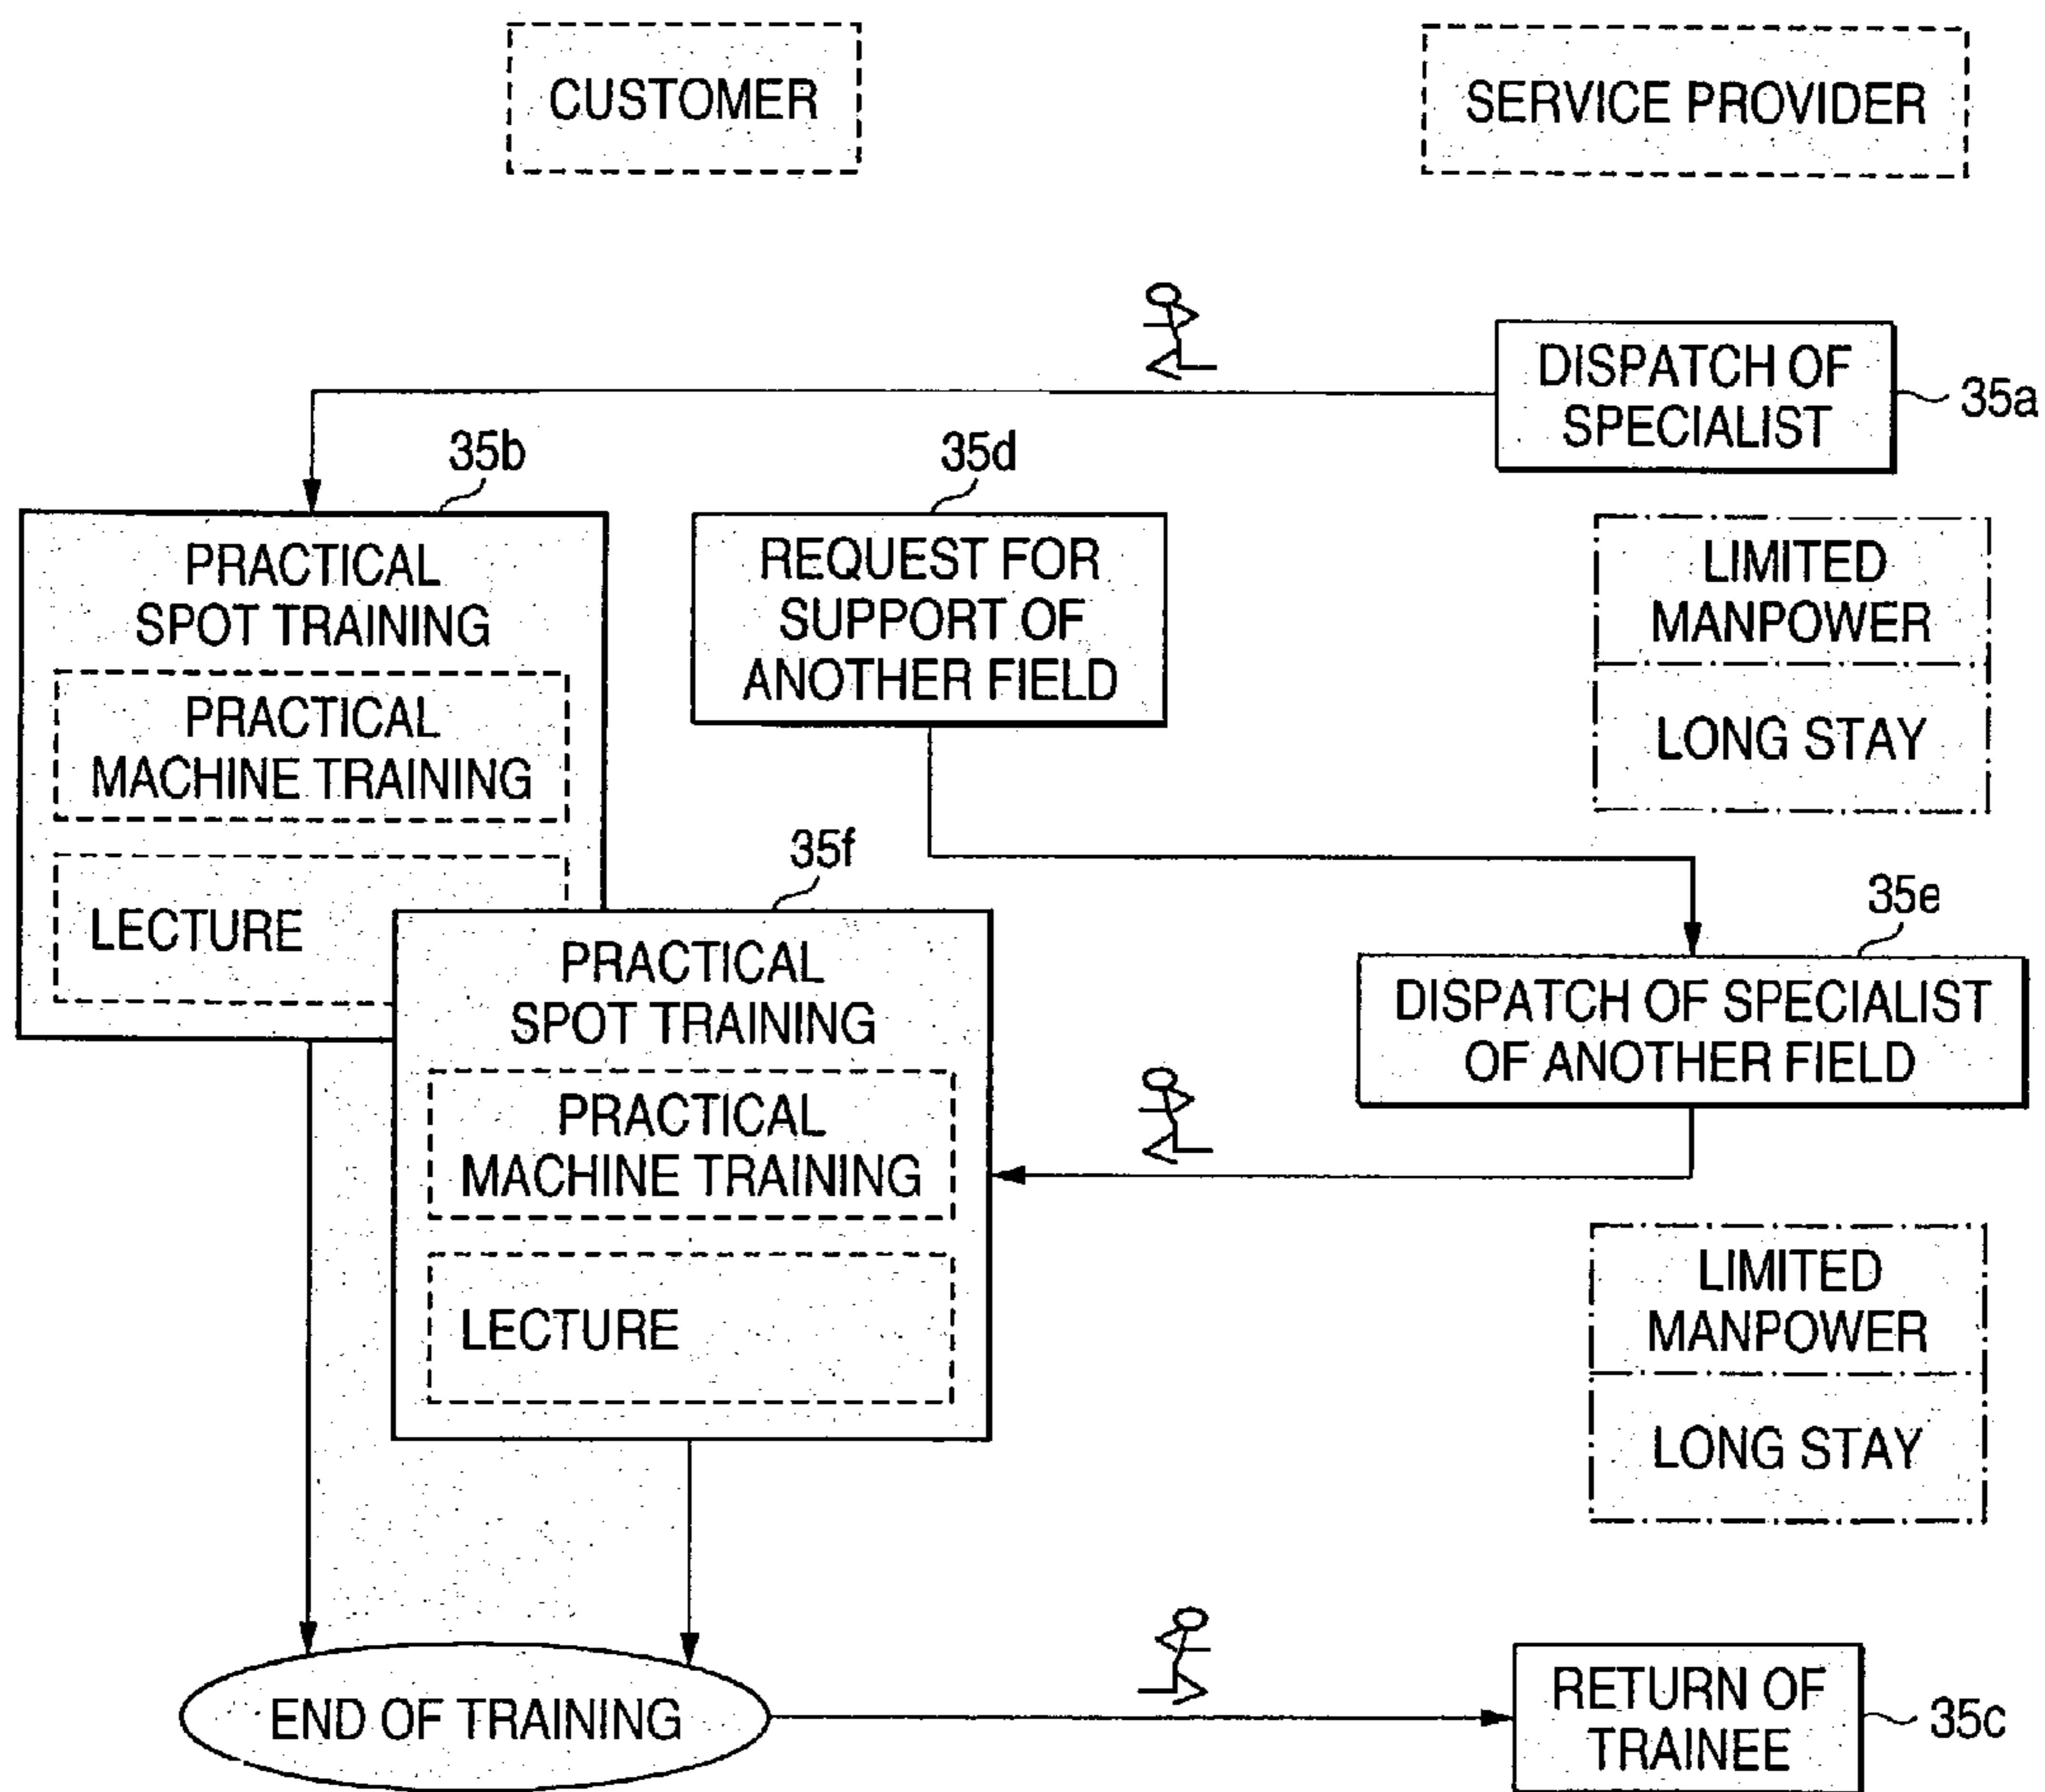 CUSTOMER
SERVICE PROVIDER
DISPATCH OF
SPECIALIST
35a
35b
35d
PRACTICAL
SPOT TRAINING
PRACTICAL
MACHINE TRAINING
LECTURE
REQUEST FOR
SUPPORT OF
ANOTHER FIELD
LIMITED
MANPOWER
LONG STAY
35f
35e
PRACTICAL
SPOT TRAINING
PRACTICAL
MACHINE TRAINING
LECTURE
DISPATCH OF SPECIALIST
OF ANOTHER FIELD
LIMITED
MANPOWER
LONG STAY
END OF TRAINING
RETURN OF
TRAINEE
35c